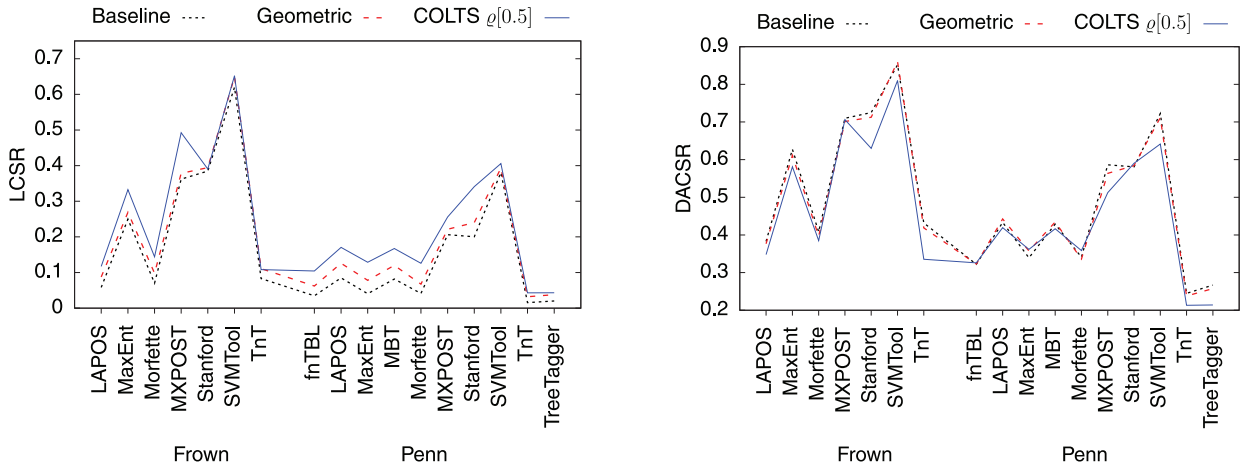 Baseline Geometric COLTS ϱ[0.5]
LCSR
0.7
0.6
0.5
0.4
0.3
0.2
0.1
0
LAPOS
MaxEnt
Morfette
MXPOST
Stanford
SVMTool
TnT
fnTBL
LAPOS
MaxEnt
MBT
Morfette
MXPOST
Stanford
SVMTool
TnT
TreeTagger
Frown Penn
Baseline Geometric COLTS ϱ[0.5]
DACSR
0.9
0.8
0.7
0.6
0.5
0.4
0.3
0.2
LAPOS
MaxEnt
Morfette
MXPOST
Stanford
SVMTool
TnT
fnTBL
LAPOS
MaxEnt
MBT
Morfette
MXPOST
Stanford
SVMTool
TnT
TreeTagger
Frown Penn